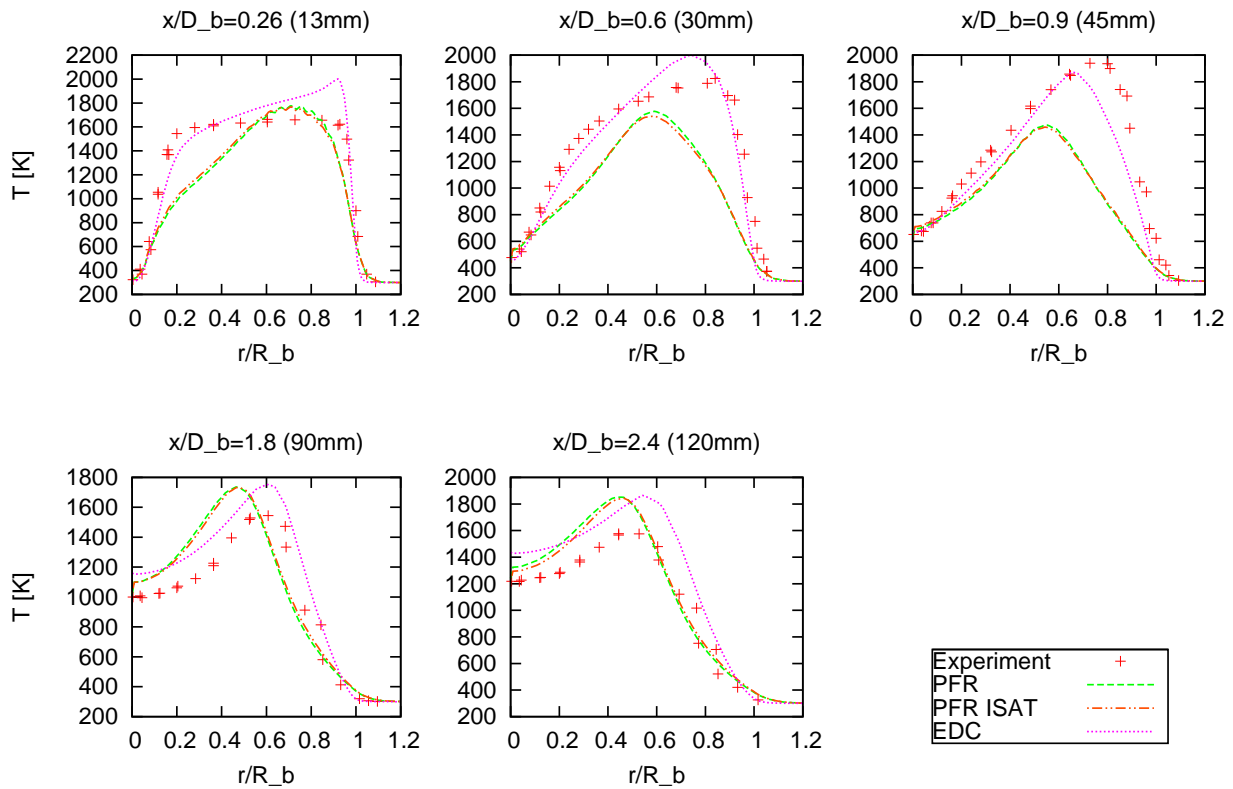 x/D_b=0.26 (13mm)
x/D_b=0.6 (30mm)
x/D_b=0.9 (45mm)
2200
2000
1800
1600
1400
1200
1000
800
600
400
200
T [K]
0 0.2 0.4 0.6 0.8 1 1.2
r/R_b
2000
1800
1600
1400
1200
1000
800
600
400
200
0 0.2 0.4 0.6 0.8 1 1.2
r/R_b
2000
1800
1600
1400
1200
1000
800
600
400
200
0 0.2 0.4 0.6 0.8 1 1.2
r/R_b
x/D_b=1.8 (90mm)
x/D_b=2.4 (120mm)
1800
1600
1400
1200
1000
800
600
400
200
T [K]
0 0.2 0.4 0.6 0.8 1 1.2
r/R_b
2000
1800
1600
1400
1200
1000
800
600
400
200
0 0.2 0.4 0.6 0.8 1 1.2
r/R_b
Experiment
PFR
PFR ISAT
EDC